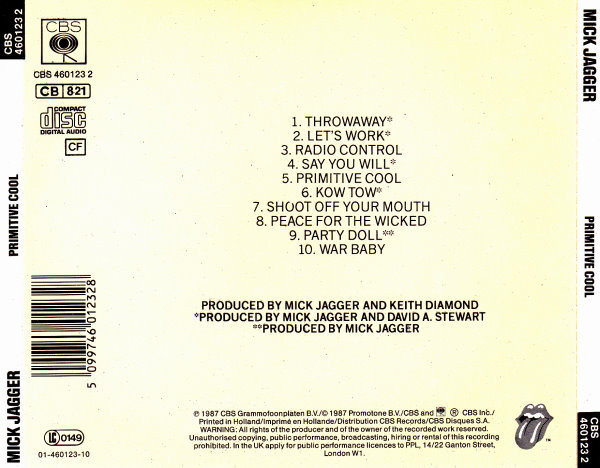 CBS
460123 2
PRIMITIVE COOL
MICK JAGGER
CBS
CBS 460123 2
CB 821
COMPACT
disc
DIGITAL AUDIO
CF
1. THROWAWAY*
2. LET'S WORK*
3. RADIO CONTROL
4. SAY YOU WILL*
5. PRIMITIVE COOL
6. KOW TOW*
7. SHOOT OFF YOUR MOUTH
8. PEACE FOR THE WICKED
9. PARTY DOLL**
10. WAR BABY
PRODUCED BY MICK JAGGER AND KEITH DIAMOND
*PRODUCED BY MICK JAGGER AND DAVID A. STEWART
**PRODUCED BY MICK JAGGER
5 099746 012328
LC 0149
01-460123-10
℗ 1987 CBS Grammofoonplaten B.V./© 1987 Promotone B.V./CBS and ® CBS Inc./
Printed in Holland/Imprimé en Hollande/Distribution CBS Records/CBS Disques S.A.
WARNING: All rights of the producer and of the owner of the recorded work reserved.
Unauthorised copying, public performance, broadcasting, hiring or rental of this recording
prohibited. In the UK apply for public performance licences to PPL, 14/22 Ganton Street,
London W1.
TM
MICK JAGGER
PRIMITIVE COOL
CBS
460123 2